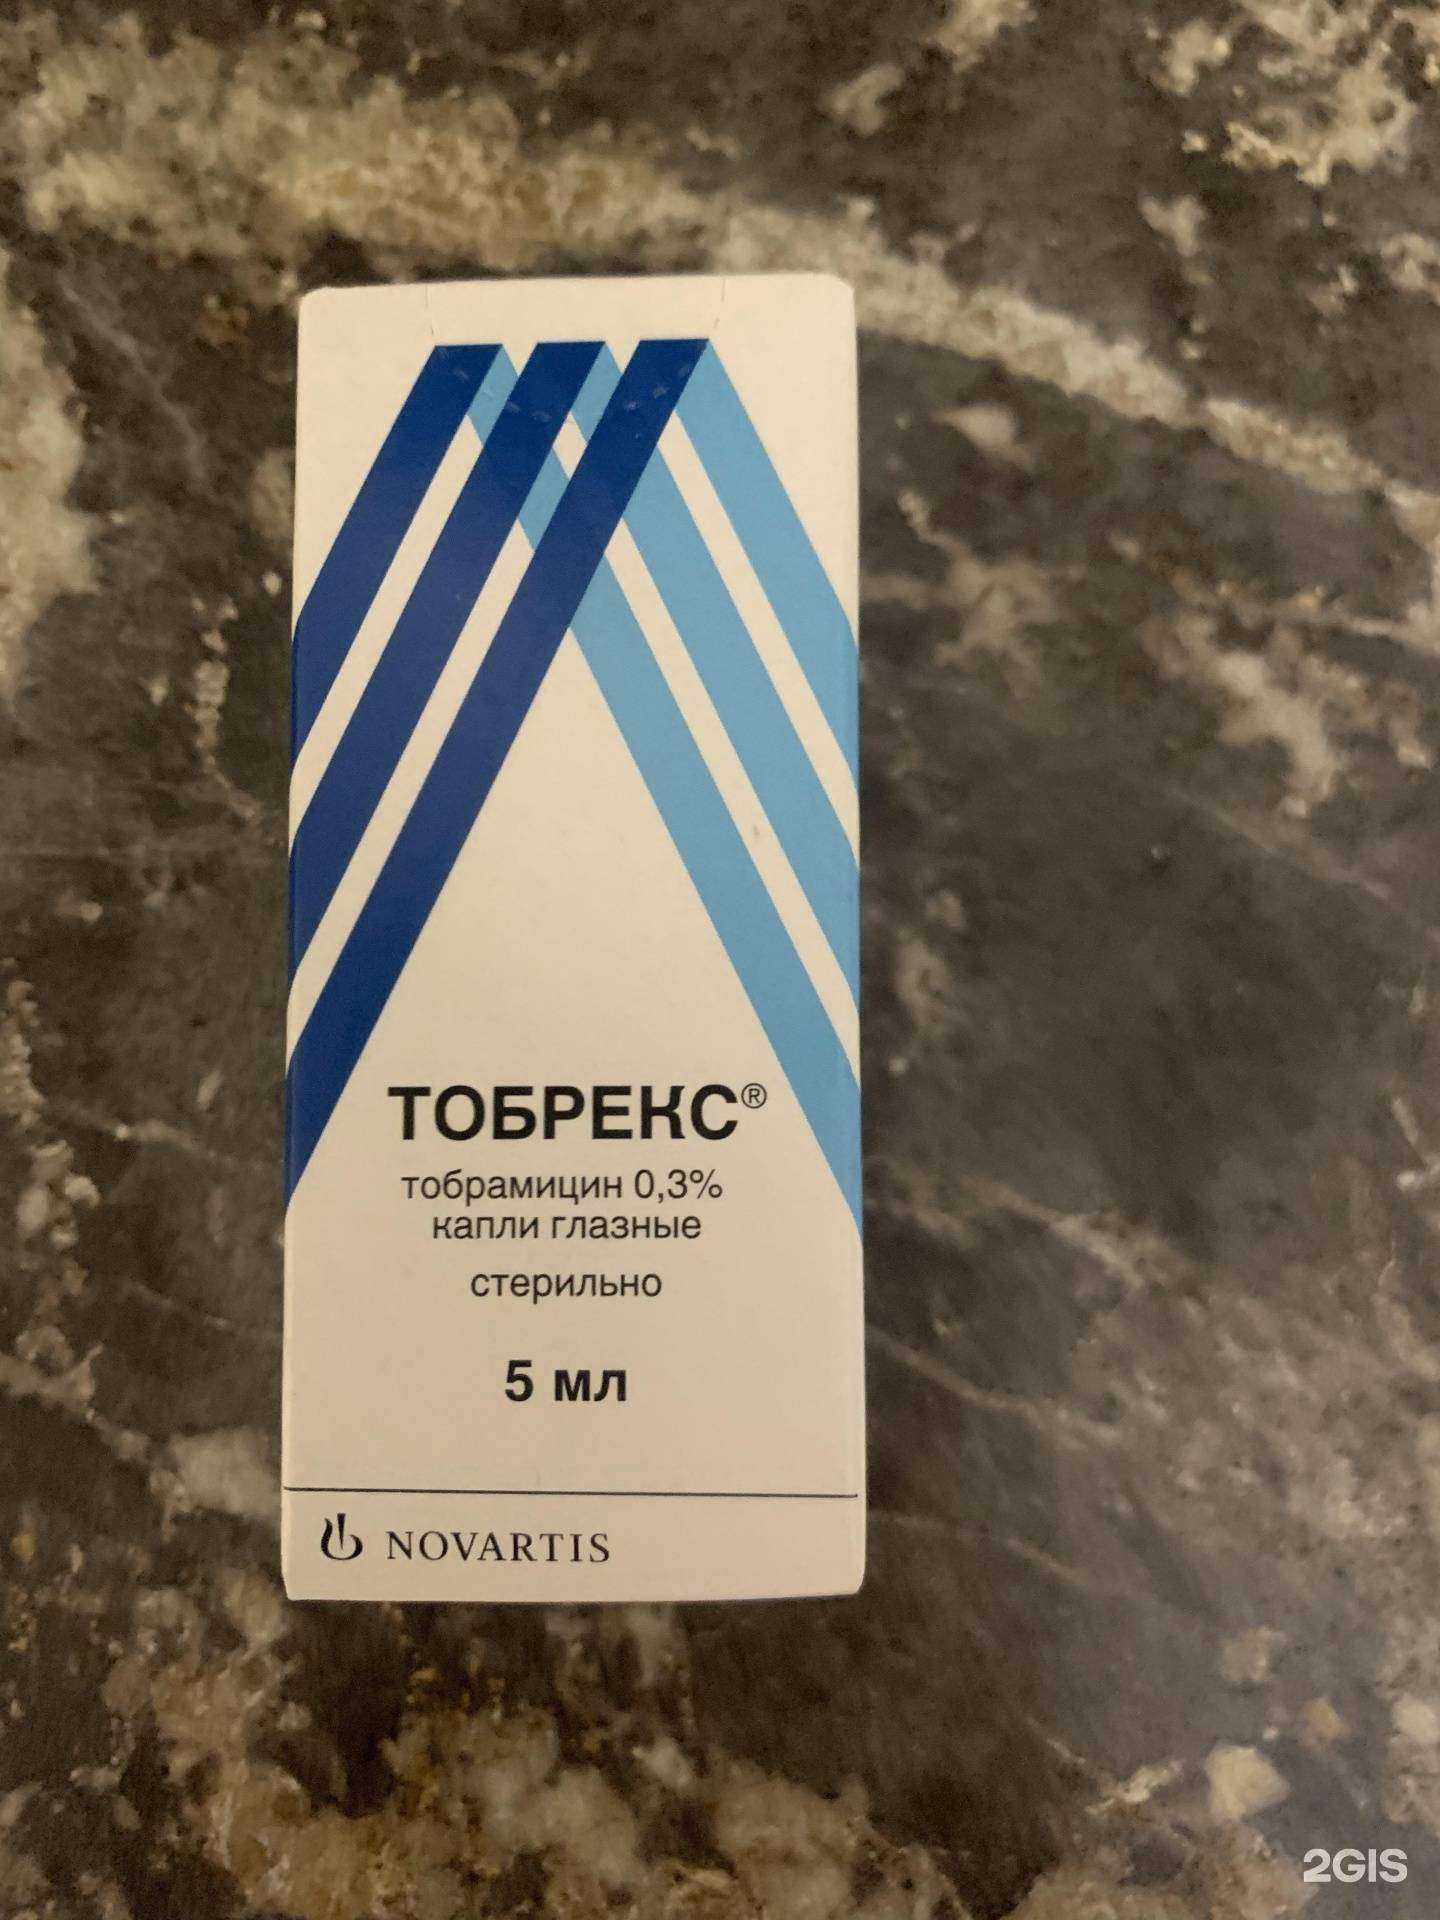 ТОБРЕКС®
тобрамицин 0,3%
капли глазные
стерильно
5 мл
NOVARTIS
2GIS